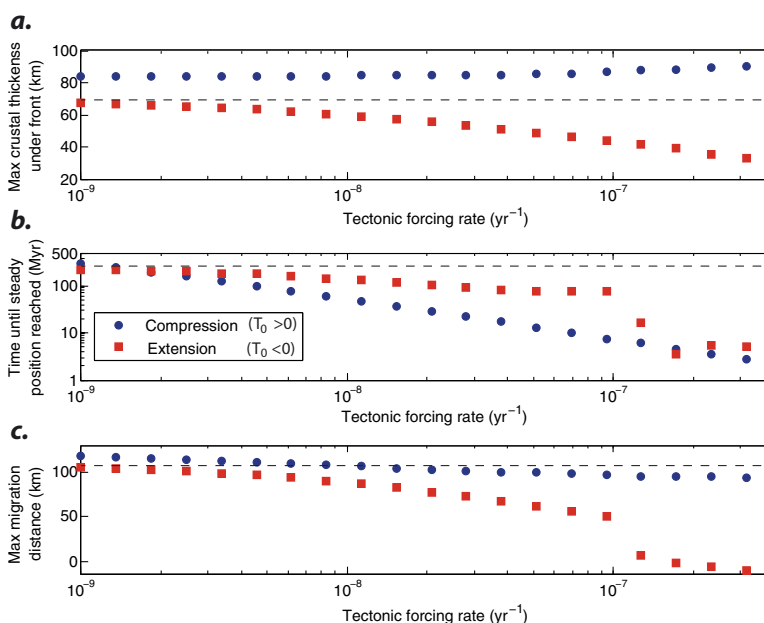 a.
Max crustal thickenss
under front (km)
100
80
60
40
20
10⁻⁹
10⁻⁸
10⁻⁷
Tectonic forcing rate (yr⁻¹)
b.
Time until steady
position reached (Myr)
500
100
10
1
Compression (T₀ >0)
Extension (T₀ <0)
10⁻⁹
10⁻⁸
10⁻⁷
Tectonic forcing rate (yr⁻¹)
c.
Max migration
distance (km)
100
50
0
10⁻⁹
10⁻⁸
10⁻⁷
Tectonic forcing rate (yr⁻¹)